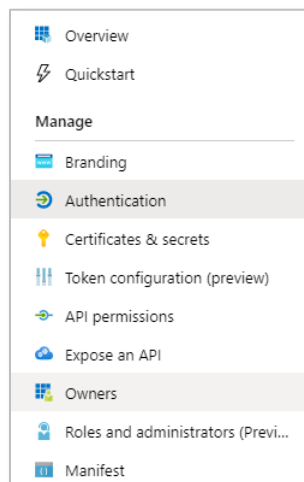 Overview
Quickstart
Manage
Branding
Authentication
Certificates & secrets
Token configuration (preview)
API permissions
Expose an API
Owners
Roles and administrators (Previ...
Manifest